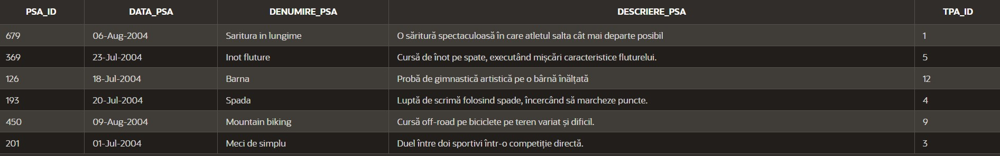 PSA_ID DATA_PSA DENUMIRE_PSA DESCRIERE_PSA TPA_ID
679 06-Aug-2004 Saritura in lungime O săritură spectaculoasă în care atletul salta cât mai departe posibil 1
369 23-Jul-2004 Inot fluture Cursă de înot pe spate, executând mișcări caracteristice fluturelui. 5
126 18-Jul-2004 Barna Probă de gimnastică artistică pe o bârnă înălțată 12
193 20-Jul-2004 Spada Luptă de scrimă folosind spade, încercând să marcheze puncte. 4
450 09-Aug-2004 Mountain biking Cursă off-road pe biciclete pe teren variat și dificil. 9
201 01-Jul-2004 Meci de simplu Duel între doi sportivi într-o competiție directă. 3